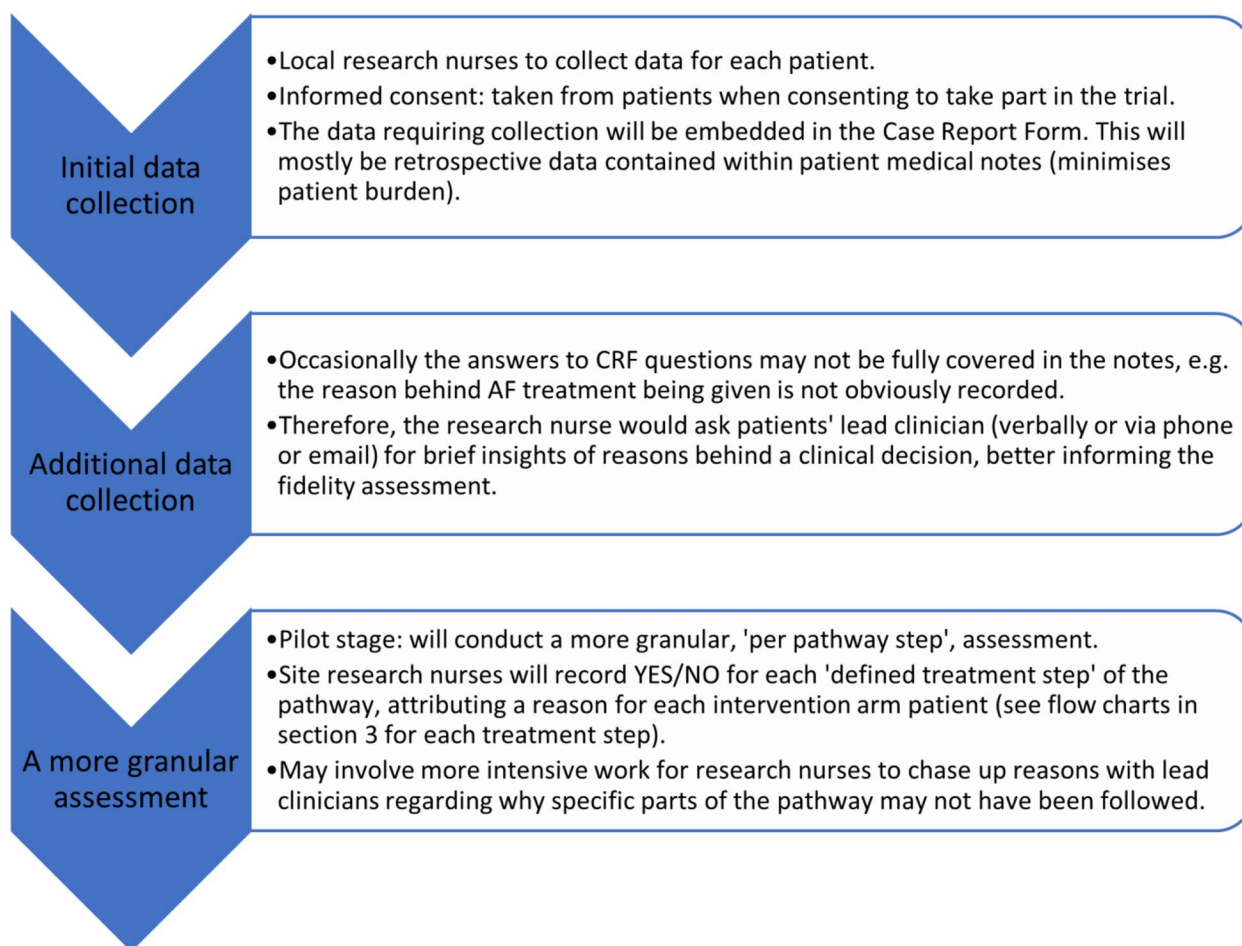 Initial data
collection
•Local research nurses to collect data for each patient.
•Informed consent: taken from patients when consenting to take part in the trial.
•The data requiring collection will be embedded in the Case Report Form. This will
mostly be retrospective data contained within patient medical notes (minimises
patient burden).
Additional data
collection
•Occasionally the answers to CRF questions may not be fully covered in the notes, e.g.
the reason behind AF treatment being given is not obviously recorded.
•Therefore, the research nurse would ask patients' lead clinician (verbally or via phone
or email) for brief insights of reasons behind a clinical decision, better informing the
fidelity assessment.
A more granular
assessment
•Pilot stage: will conduct a more granular, 'per pathway step', assessment.
•Site research nurses will record YES/NO for each 'defined treatment step' of the
pathway, attributing a reason for each intervention arm patient (see flow charts in
section 3 for each treatment step).
•May involve more intensive work for research nurses to chase up reasons with lead
clinicians regarding why specific parts of the pathway may not have been followed.